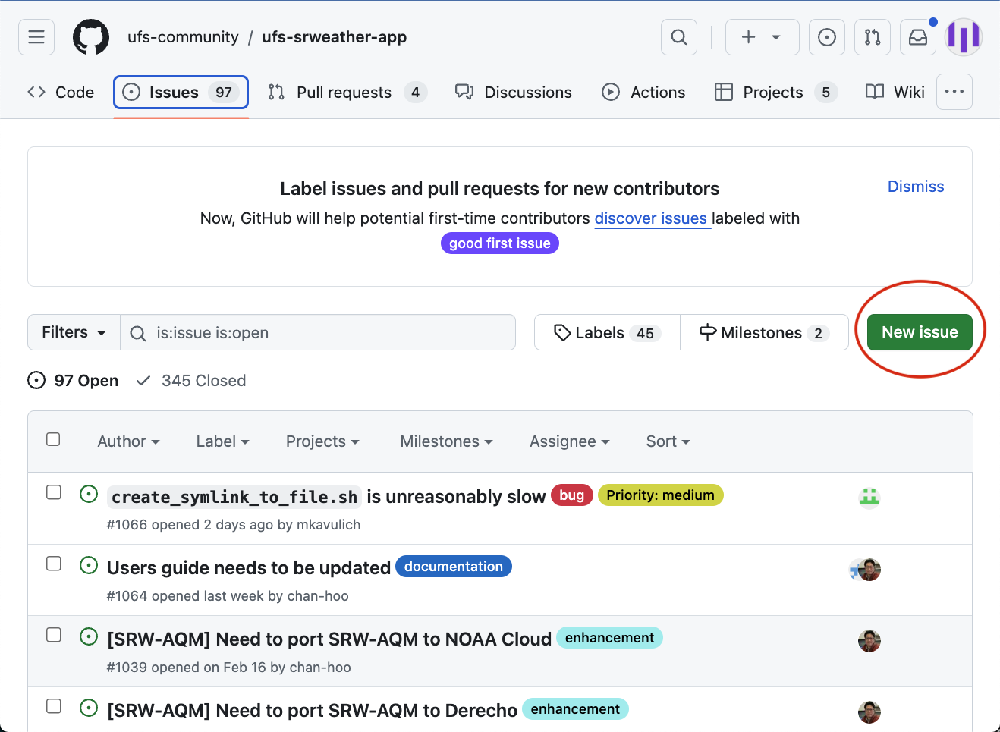 ufs-community / ufs-srweather-app
Code Issues 97 Pull requests 4 Discussions Actions Projects 5 Wiki
Label issues and pull requests for new contributors
Dismiss
Now, GitHub will help potential first-time contributors discover issues labeled with
good first issue
Filters is:issue is:open Labels 45 Milestones 2 New issue
97 Open 345 Closed
Author Label Projects Milestones Assignee Sort
create_symlink_to_file.sh is unreasonably slow bug Priority: medium
#1066 opened 2 days ago by mkavulich
Users guide needs to be updated documentation
#1064 opened last week by chan-hoo
[SRW-AQM] Need to port SRW-AQM to NOAA Cloud enhancement
#1039 opened on Feb 16 by chan-hoo
[SRW-AQM] Need to port SRW-AQM to Derecho enhancement